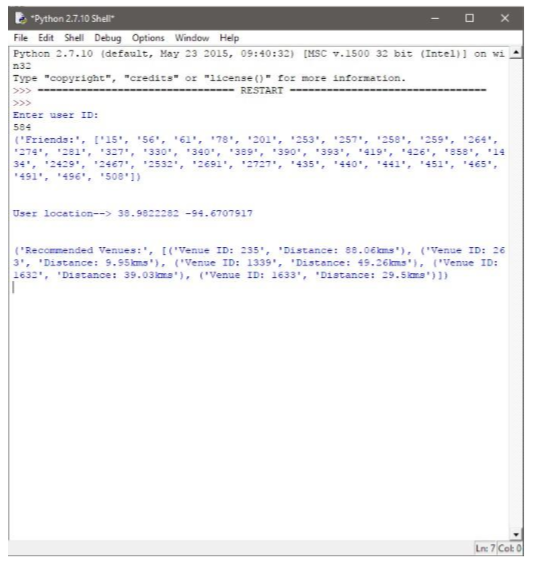 *Python 2.7.10 Shell*
File Edit Shell Debug Options Window Help
Python 2.7.10 (default, May 23 2015, 09:40:32) [MSC v.1500 32 bit (Intel)] on wi
n32
Type "copyright", "credits" or "license()" for more information.
>>> ================================ RESTART ================================
>>>
Enter user ID:
584
('Friends:', ['15', '56', '61', '78', '201', '253', '257', '258', '259', '264',
'274', '281', '327', '330', '340', '389', '390', '393', '419', '426', '858', '14
34', '2429', '2467', '2532', '2691', '2727', '435', '440', '441', '451', '465',
'491', '496', '508'])
User location--> 38.9822282 -94.6707917
('Recommended Venues:', [('Venue ID: 235', 'Distance: 88.06kms'), ('Venue ID: 26
3', 'Distance: 9.95kms'), ('Venue ID: 1339', 'Distance: 49.26kms'), ('Venue ID:
1632', 'Distance: 39.03kms'), ('Venue ID: 1633', 'Distance: 29.5kms')])
Ln: 7 Col: 0